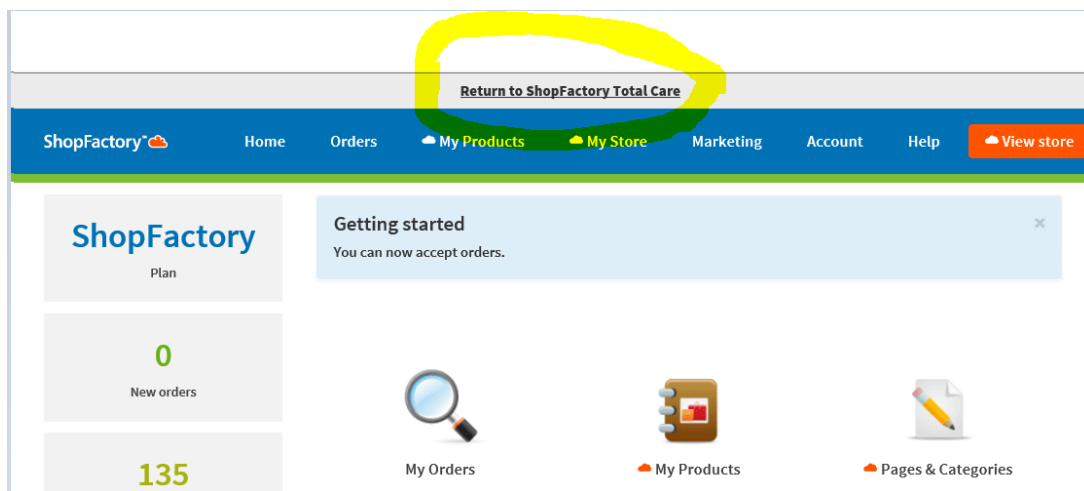 Return to ShopFactory Total Care
ShopFactory™ Home Orders My Products My Store Marketing Account Help View store
ShopFactory
Plan
Getting started
×
You can now accept orders.
0
New orders
135
My Orders My Products Pages & Categories